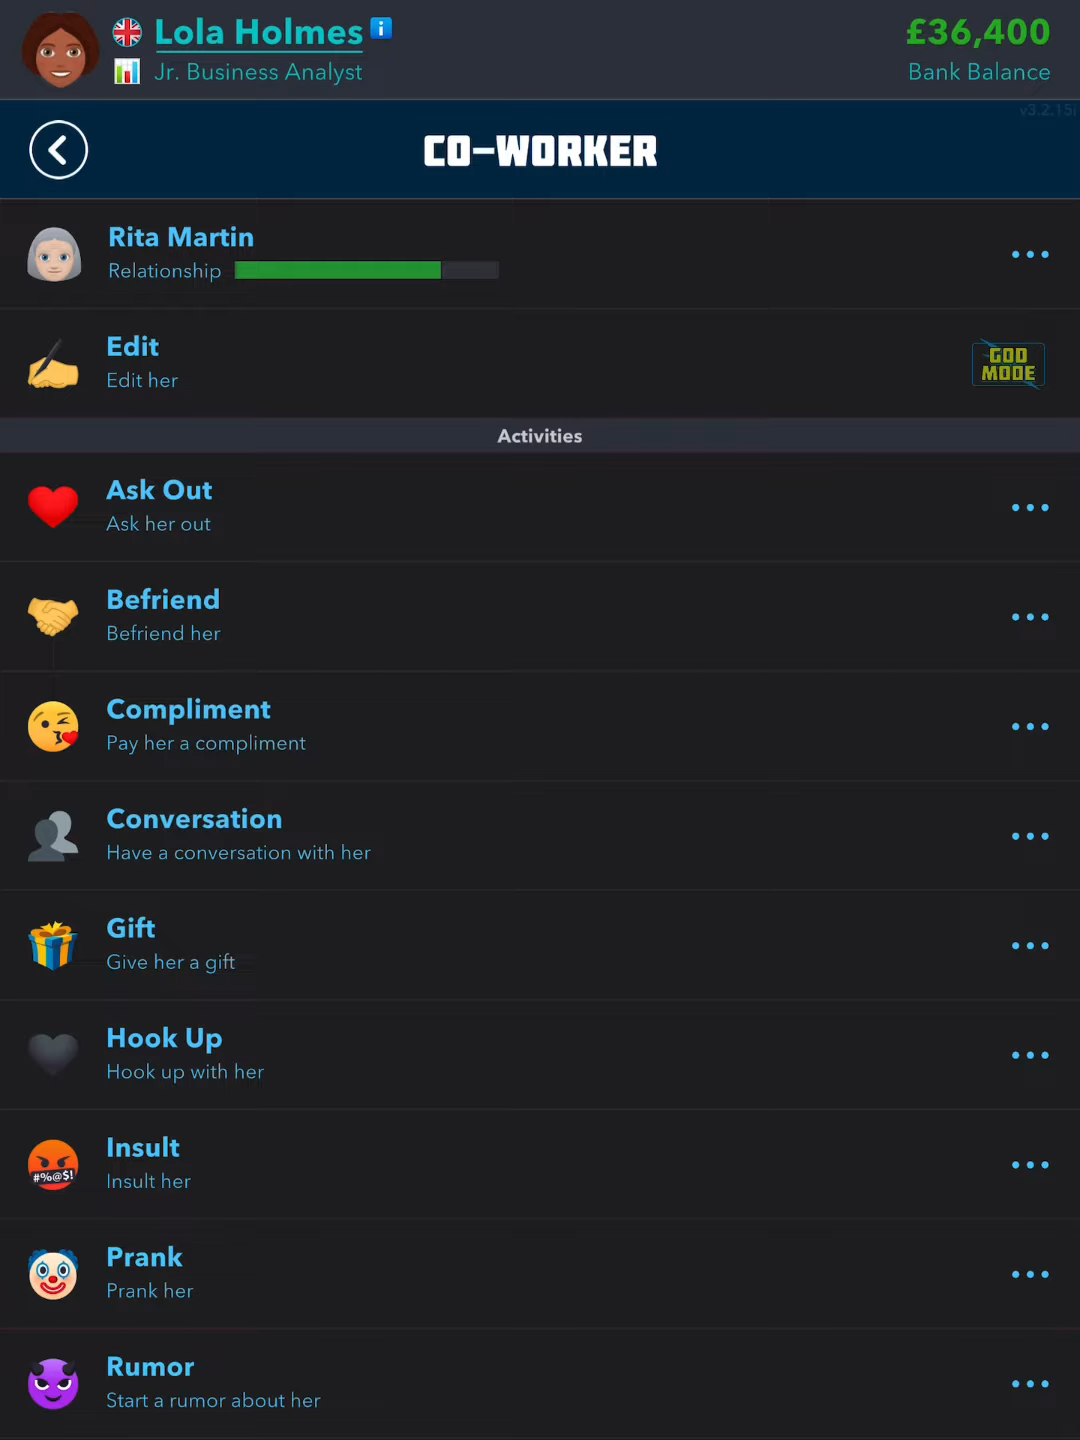 Lola Holmes
£36,400
Jr. Business Analyst
Bank Balance
v3.2.15i
CO-WORKER
Rita Martin
Relationship
Edit
Edit her
GOD
MODE
Activities
Ask Out
Ask her out
Befriend
Befriend her
Compliment
Pay her a compliment
Conversation
Have a conversation with her
Gift
Give her a gift
Hook Up
Hook up with her
#%@$!
Insult
Insult her
Prank
Prank her
Rumor
Start a rumor about her